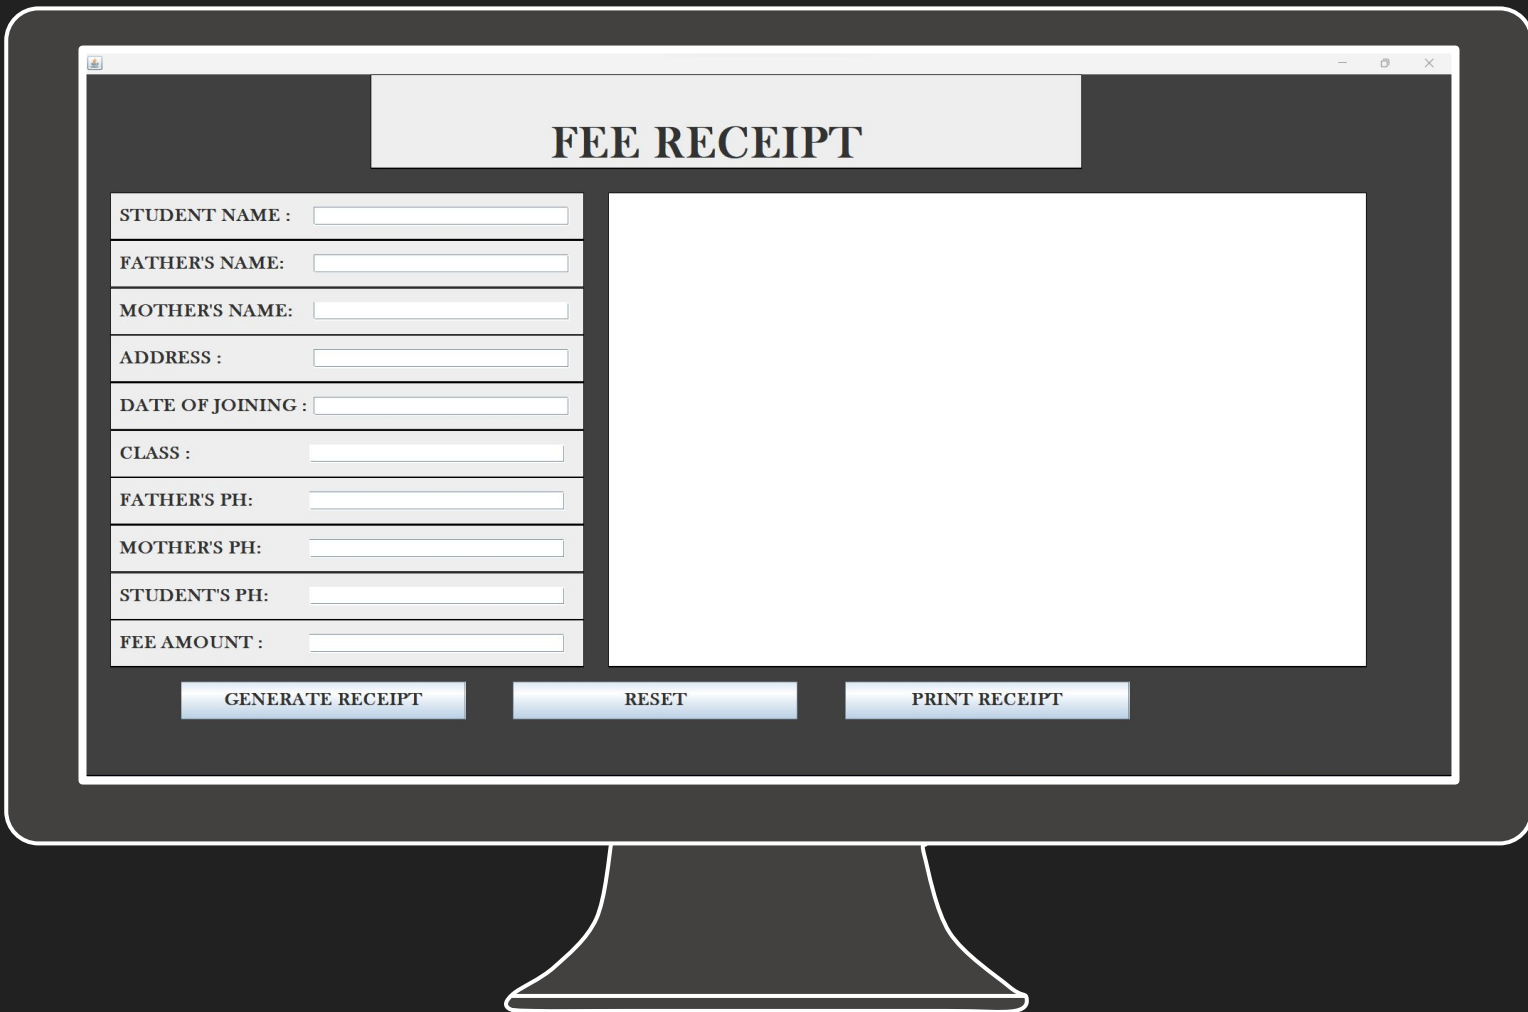 FEE RECEIPT
STUDENT NAME :
FATHER'S NAME:
MOTHER'S NAME:
ADDRESS :
DATE OF JOINING :
CLASS :
FATHER'S PH:
MOTHER'S PH:
STUDENT'S PH:
FEE AMOUNT :
GENERATE RECEIPT
RESET
PRINT RECEIPT